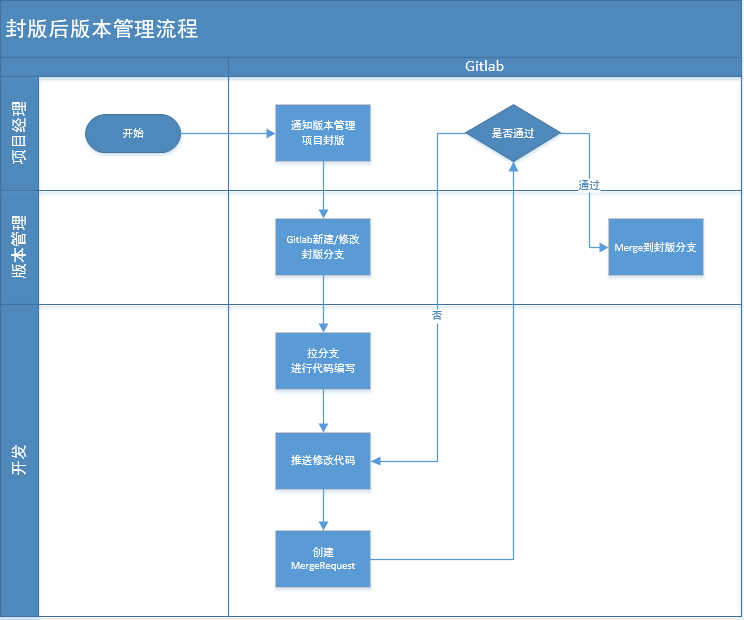 封版后版本管理流程
Gitlab
项目经理
开始
通知版本管理
项目封版
是否通过
通过
版本管理
Gitlab新建/修改
封版分支
Merge到封版分支
否
开发
拉分支
进行代码编写
推送修改代码
创建
MergeRequest